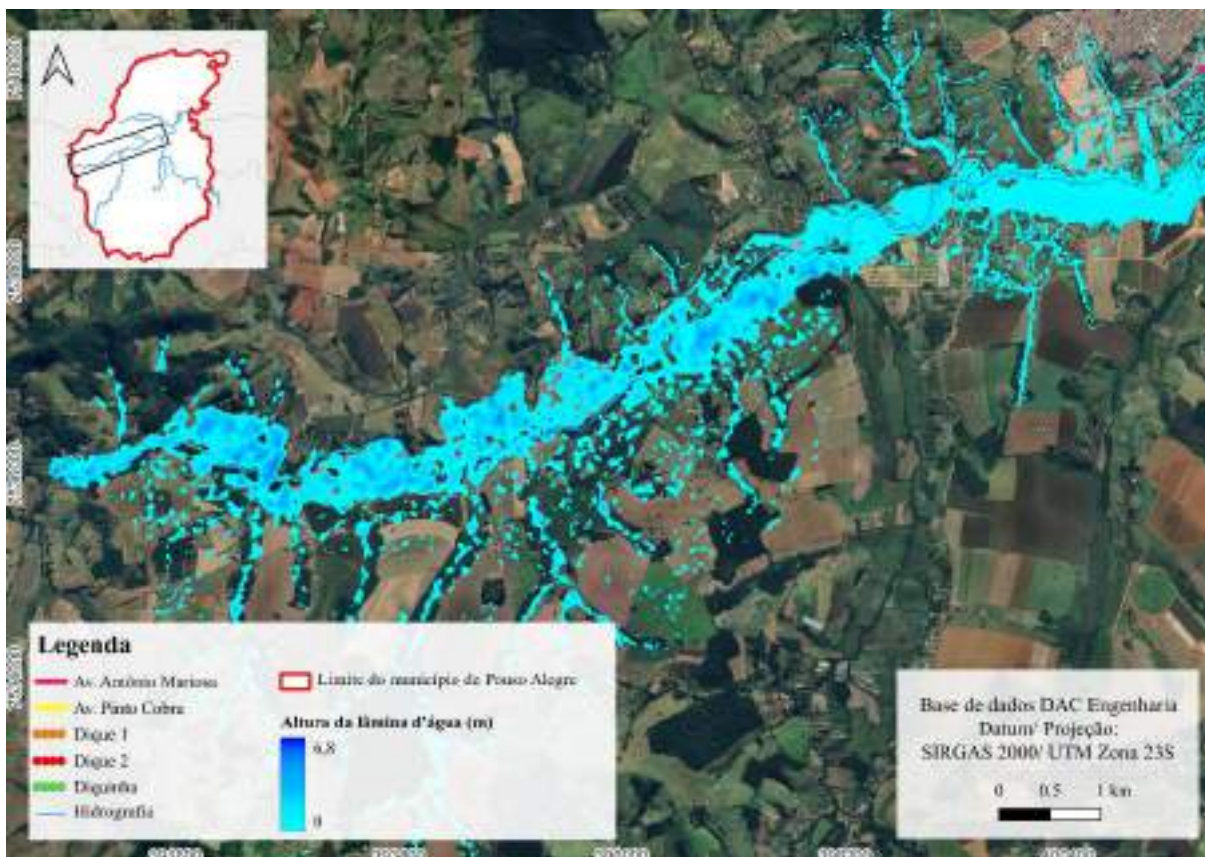 Legenda
Av. Antônio Mariosa
Av. Pinto Cobra
Dique 1
Dique 2
Diquinha
Hidrografia
Limite do município de Pouso Alegre
Altura da lâmina d'água (m)
6,8
0
Base de dados DAC Engenharia
Datum/ Projeção:
SIRGAS 2000/ UTM Zona 23S
0 0.5 1 km